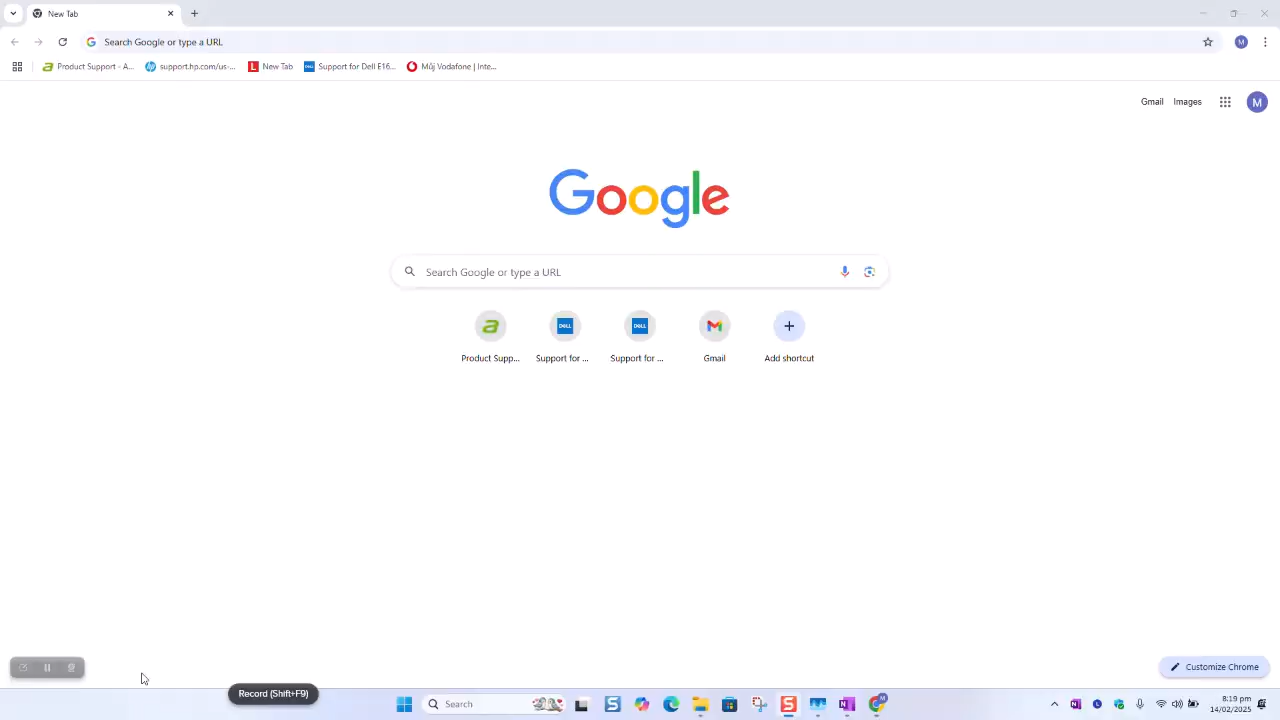 New Tab
Search Google or type a URL
Product Support - A...
support.hp.com/us-...
New Tab
Support for Dell E16...
Můj Vodafone | Inte...
Gmail
Images
M
Google
Search Google or type a URL
Product Supp...
Support for ...
Support for ...
Gmail
Add shortcut
Customize Chrome
Record (Shift+F9)
Search
8:19 pm
14/02/2025